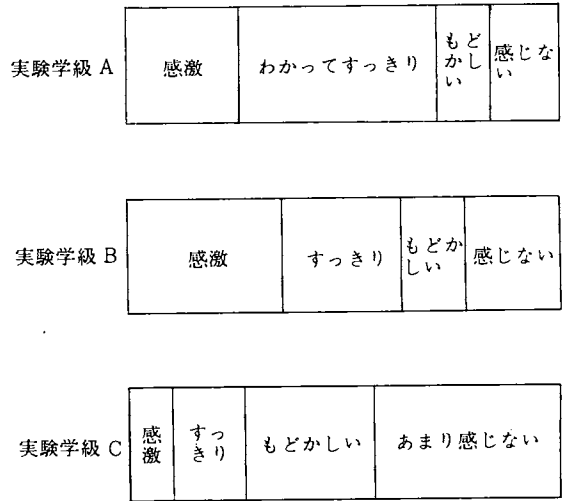 実験学級 A
感激
わかってすっきり
もど
かし
い
感じな
い
実験学級 B
感激
すっきり
もどか
しい
感じない
実験学級 C
感
激
すっ
きり
もどかしい
あまり感じない